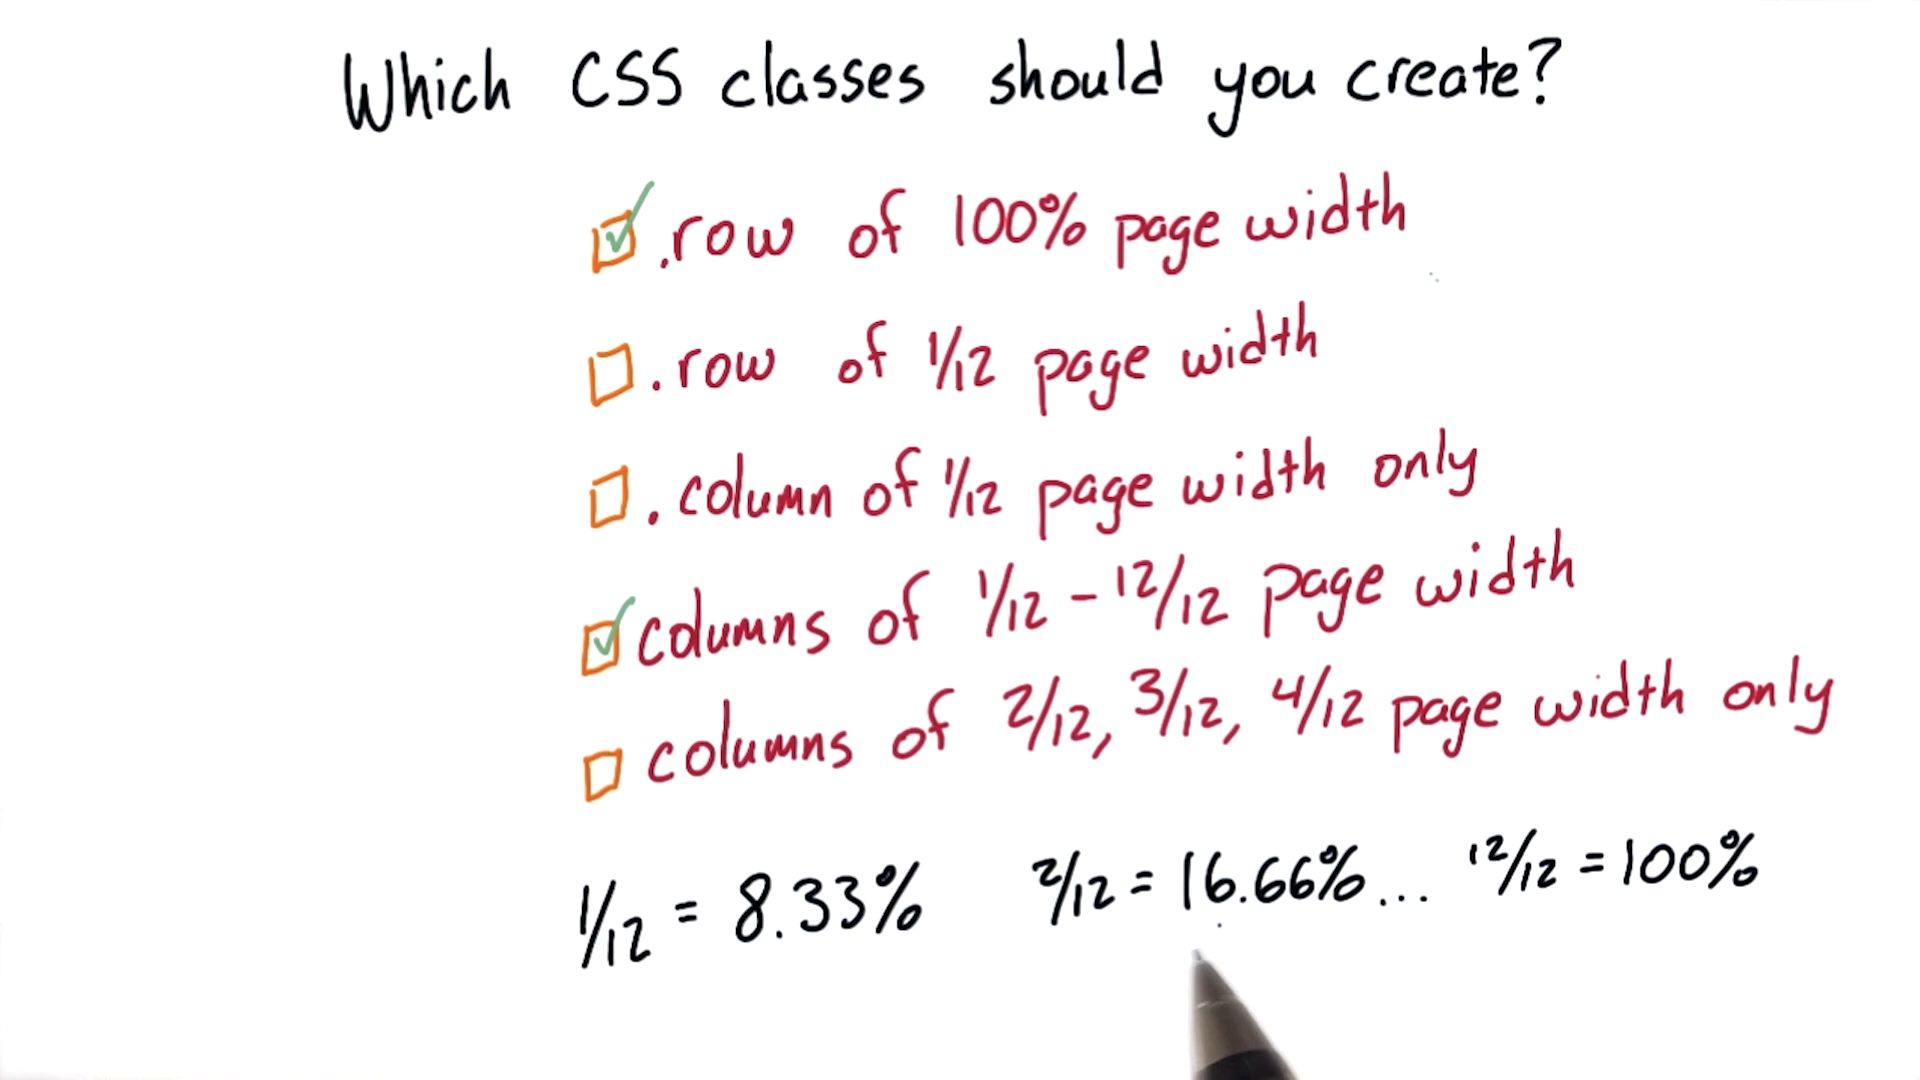 Which CSS classes should you create?
.row of 100% page width
.row of 1/12 page width
.column of 1/12 page width only
columns of 1/12 - 12/12 page width
columns of 2/12, 3/12, 4/12 page width only
1/12 = 8.33% 2/12 = 16.66%... 12/12 = 100%